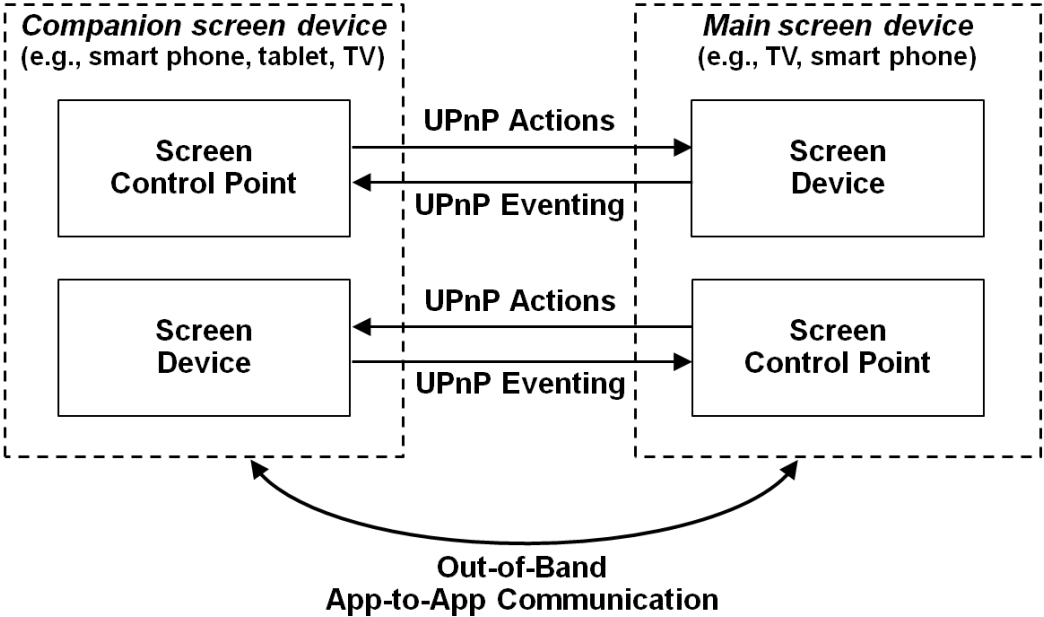 Companion screen device
(e.g., smart phone, tablet, TV)
Main screen device
(e.g., TV, smart phone)
Screen
Control Point
UPnP Actions
UPnP Eventing
Screen
Device
Screen
Device
UPnP Actions
UPnP Eventing
Screen
Control Point
Out-of-Band
App-to-App Communication